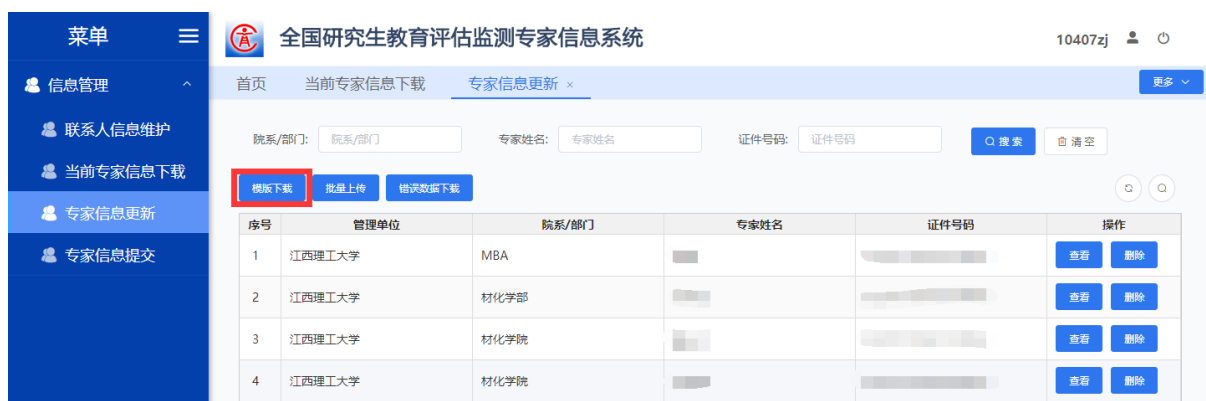 菜单
全国研究生教育评估监测专家信息系统
10407zj
信息管理
首页 当前专家信息下载 专家信息更新 ×
更多
联系人信息维护
院系/部门: 院系/部门 专家姓名: 专家姓名 证件号码: 证件号码 搜索 清空
当前专家信息下载
模版下载 批量上传 错误数据下载
专家信息更新
序号 管理单位 院系/部门 专家姓名 证件号码 操作
专家信息提交
1 江西理工大学 MBA 查看 删除
2 江西理工大学 材化学部 查看 删除
3 江西理工大学 材化学院 查看 删除
4 江西理工大学 材化学院 查看 删除